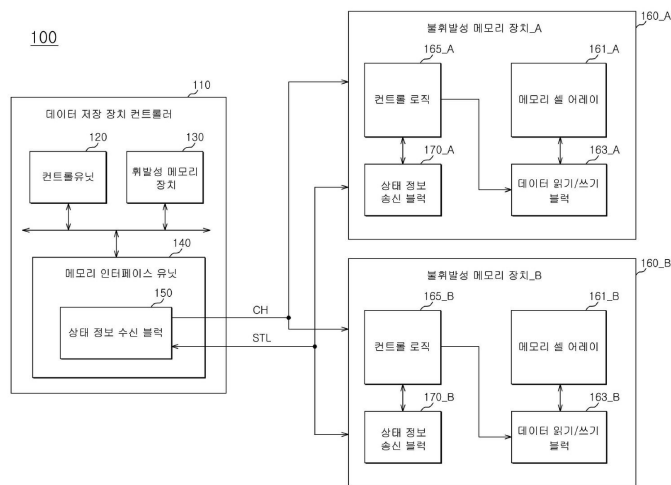 100
110
데이터 저장 장치 컨트롤러
120
컨트롤유닛
130
휘발성 메모리
장치
140
메모리 인터페이스 유닛
150
상태 정보 수신 블럭
CH
STL
160_A
불휘발성 메모리 장치_A
165_A
컨트롤 로직
161_A
메모리 셀 어레이
170_A
상태 정보
송신 블럭
163_A
데이터 읽기/쓰기
블럭
160_B
불휘발성 메모리 장치_B
165_B
컨트롤 로직
161_B
메모리 셀 어레이
170_B
상태 정보
송신 블럭
163_B
데이터 읽기/쓰기
블럭